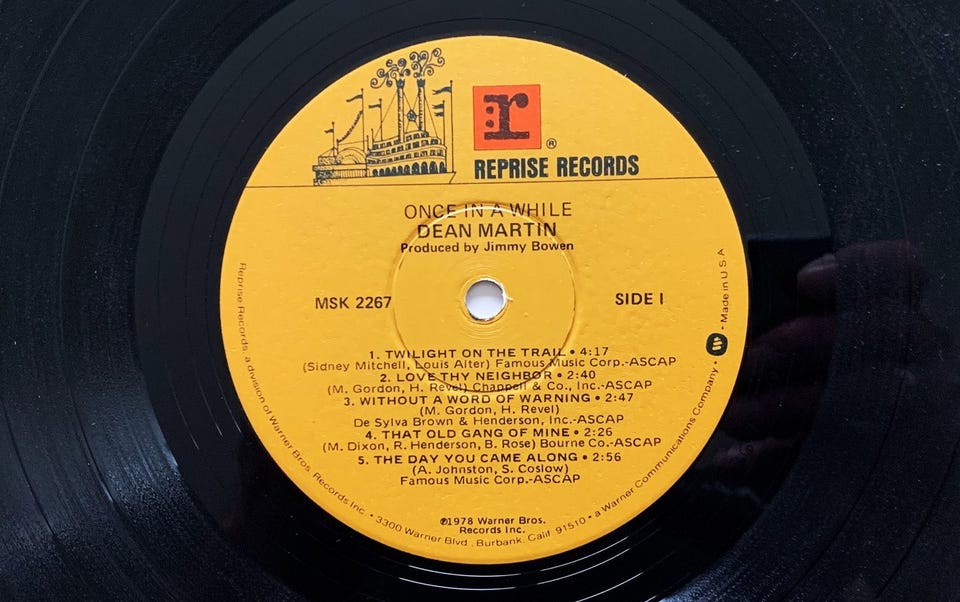 r
®
REPRISE RECORDS
ONCE IN A WHILE
DEAN MARTIN
Produced by Jimmy Bowen
MSK 2267
SIDE I
1. TWILIGHT ON THE TRAIL • 4:17
(Sidney Mitchell, Louis Alter) Famous Music Corp.-ASCAP
2. LOVE THY NEIGHBOR • 2:40
(M. Gordon, H. Revel) Chappell & Co., Inc.-ASCAP
3. WITHOUT A WORD OF WARNING • 2:47
(M. Gordon, H. Revel)
De Sylva Brown & Henderson, Inc.-ASCAP
4. THAT OLD GANG OF MINE • 2:26
(M. Dixon, R. Henderson, B. Rose) Bourne Co.-ASCAP
5. THE DAY YOU CAME ALONG • 2:56
(A. Johnston, S. Coslow)
Famous Music Corp.-ASCAP
℗1978 Warner Bros.
Records Inc.
Reprise Records, a division of Warner Bros. Records Inc. • 3300 Warner Blvd., Burbank, Calif. 91510 • a Warner Communications Company • Made in U S A